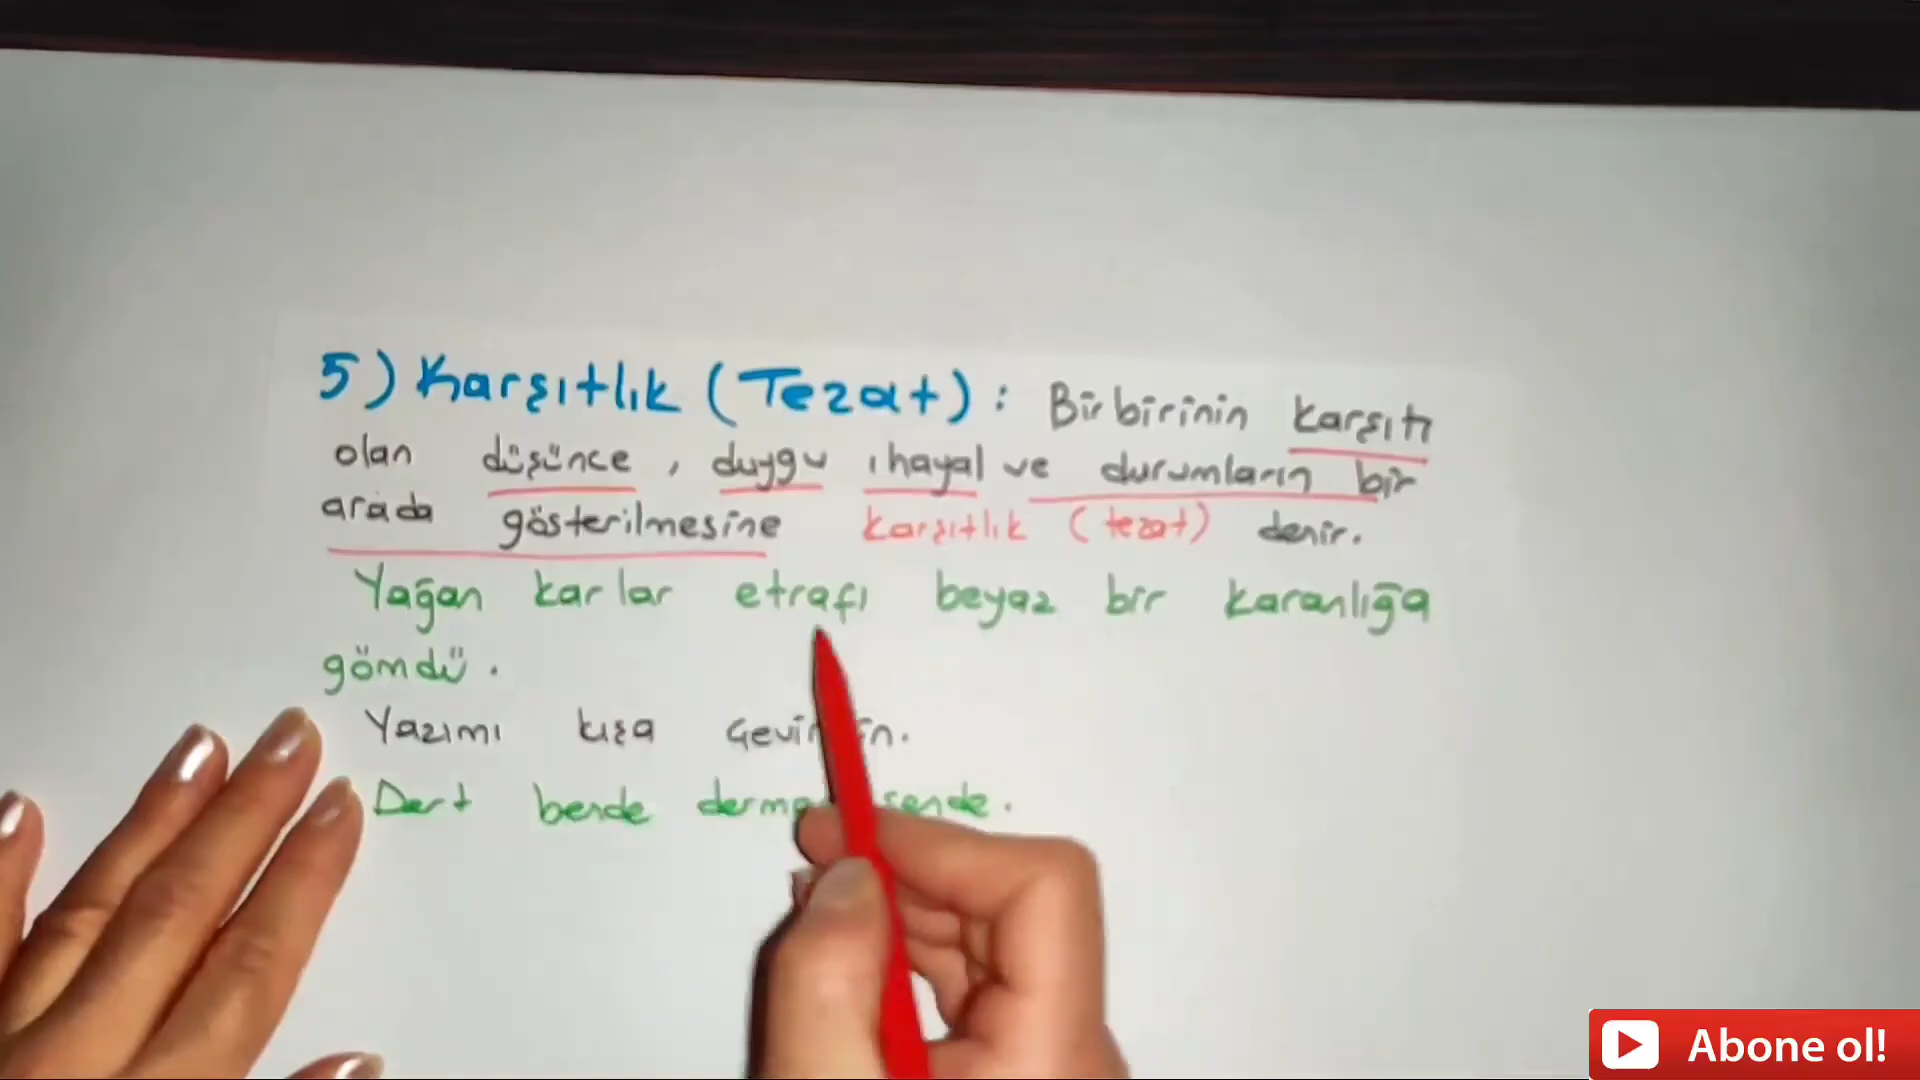 5) Karşıtlık (Tezat): Birbirinin karşıtı
olan düşünce, duygu, hayal ve durumların bir
arada gösterilmesine karşıtlık (tezat) denir.
Yağan karlar etrafı beyaz bir karanlığa
gömdü.
Yazımı kışa
Dert bende sende.
Abone ol!